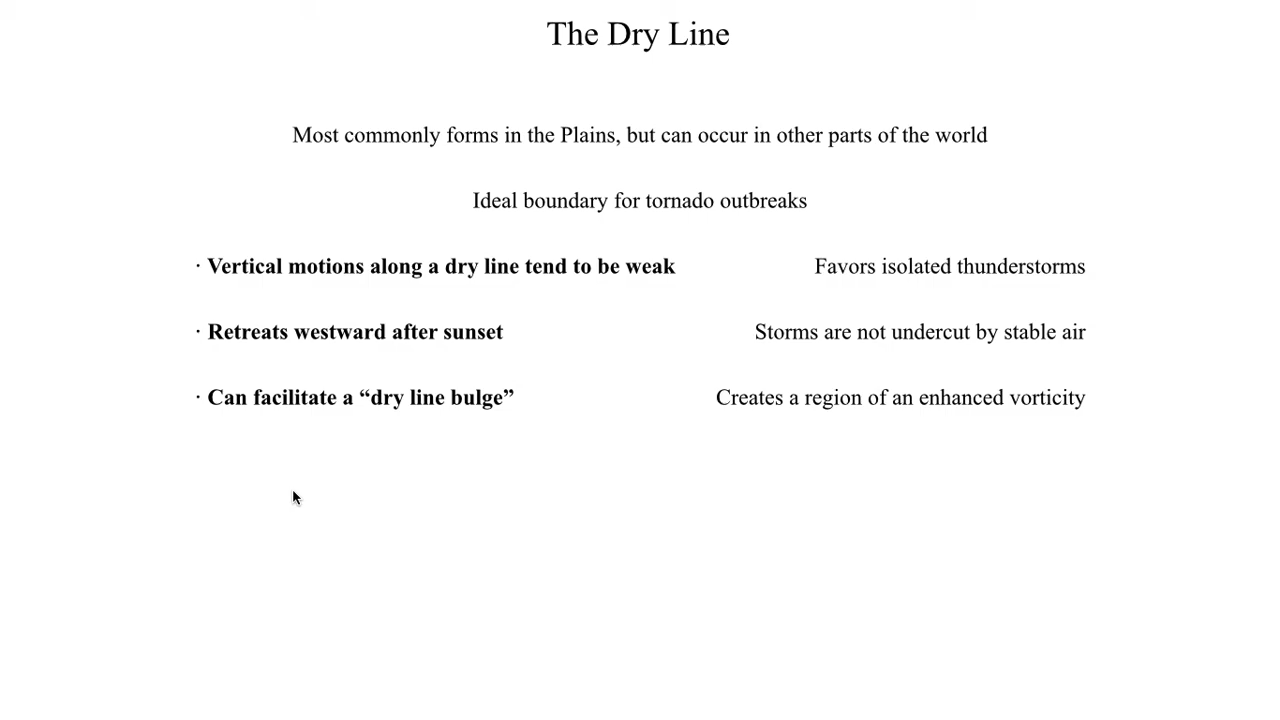 The Dry Line
Most commonly forms in the Plains, but can occur in other parts of the world
Ideal boundary for tornado outbreaks
· Vertical motions along a dry line tend to be weak Favors isolated thunderstorms
· Retreats westward after sunset Storms are not undercut by stable air
· Can facilitate a “dry line bulge” Creates a region of an enhanced vorticity